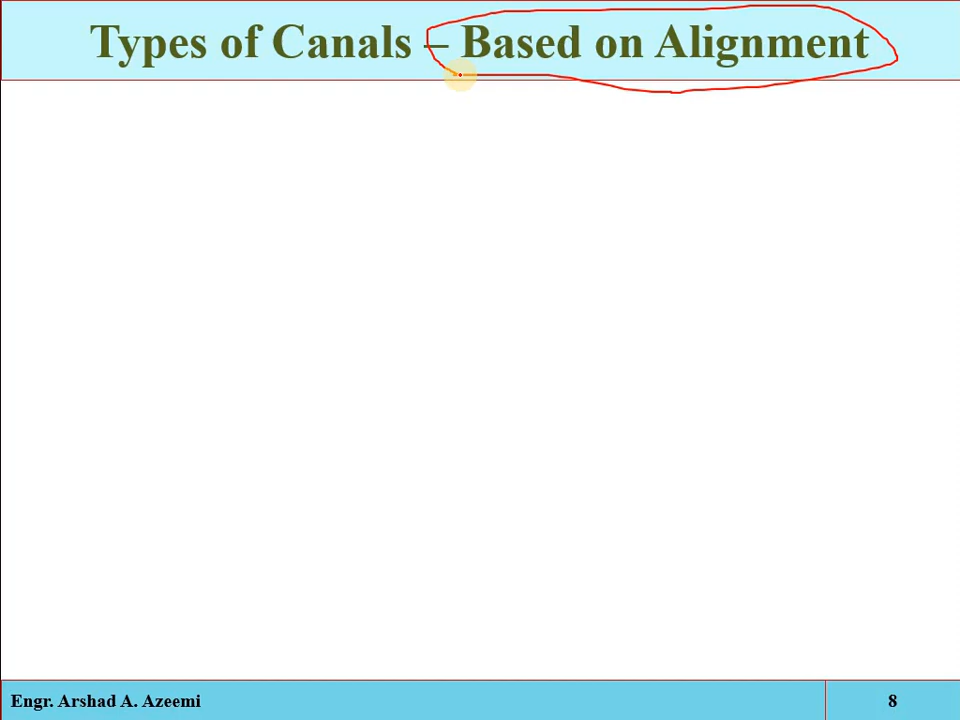 Types of Canals – Based on Alignment
Engr. Arshad A. Azeemi
8